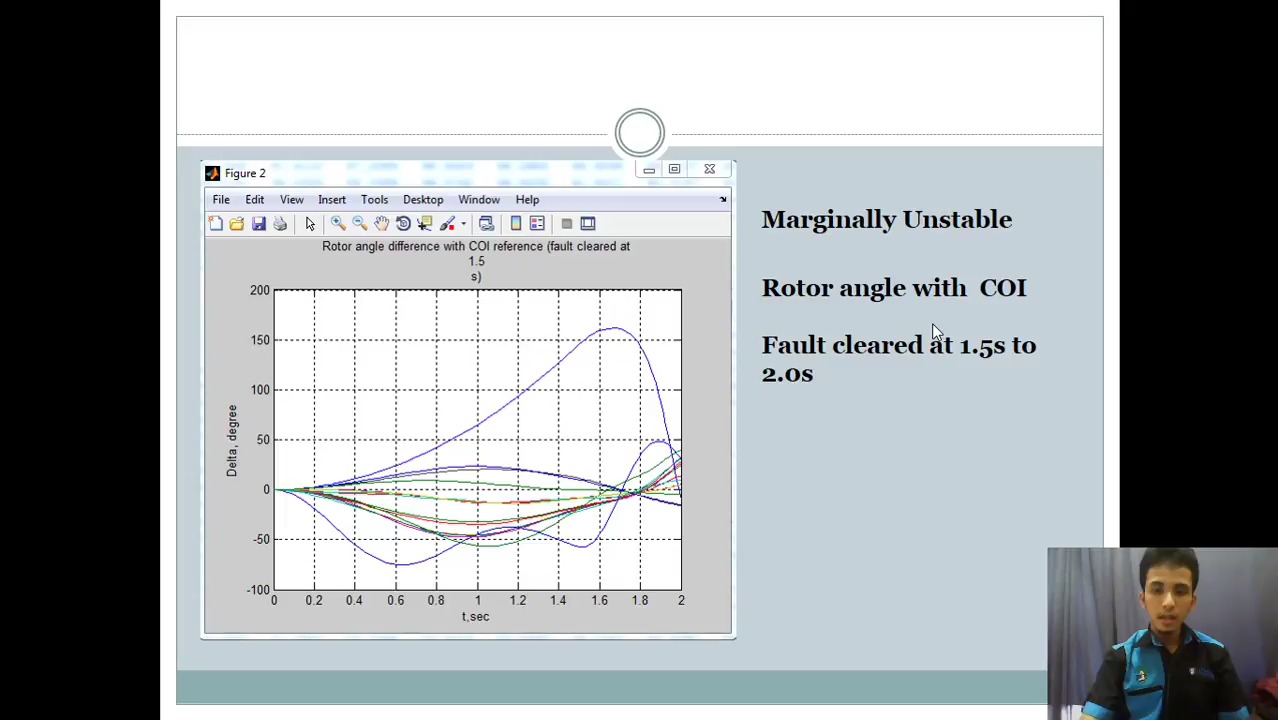 Figure 2
File Edit View Insert Tools Desktop Window Help
Rotor angle difference with COI reference (fault cleared at
1.5
s)
200
150
100
50
0
-50
-100
Delta, degree
0 0.2 0.4 0.6 0.8 1 1.2 1.4 1.6 1.8 2
t,sec
Marginally Unstable
Rotor angle with COI
Fault cleared at 1.5s to
2.0s